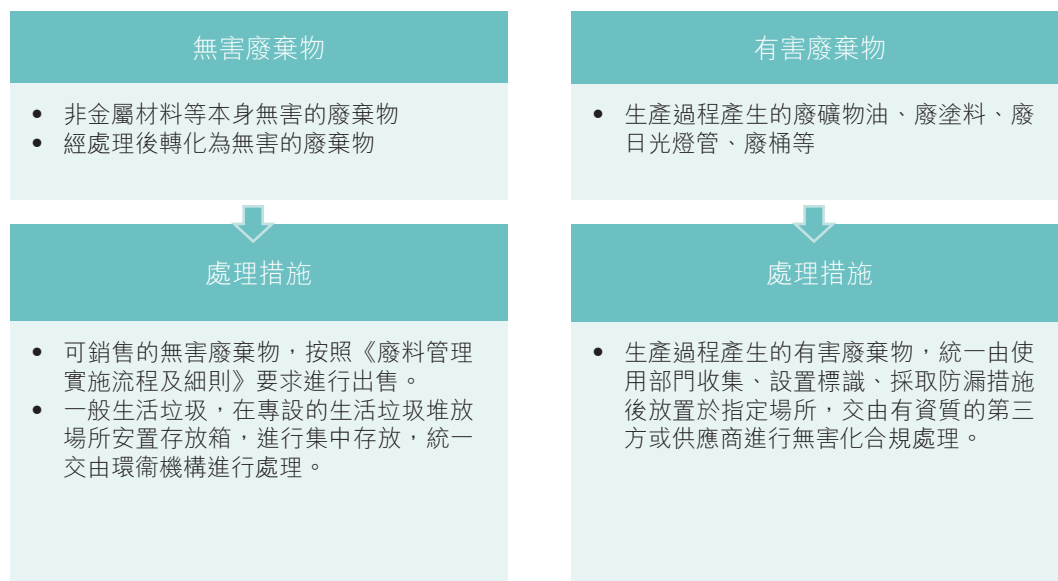 無害廢棄物
• 非金屬材料等本身無害的廢棄物
• 經處理後轉化為無害的廢棄物
處理措施
• 可銷售的無害廢棄物，按照《廢料管理
實施流程及細則》要求進行出售。
• 一般生活垃圾，在專設的生活垃圾堆放
場所安置存放箱，進行集中存放，統一
交由環衞機構進行處理。
有害廢棄物
• 生產過程產生的廢礦物油、廢塗料、廢
日光燈管、廢桶等
處理措施
• 生產過程產生的有害廢棄物，統一由使
用部門收集、設置標識、採取防漏措施
後放置於指定場所，交由有資質的第三
方或供應商進行無害化合規處理。